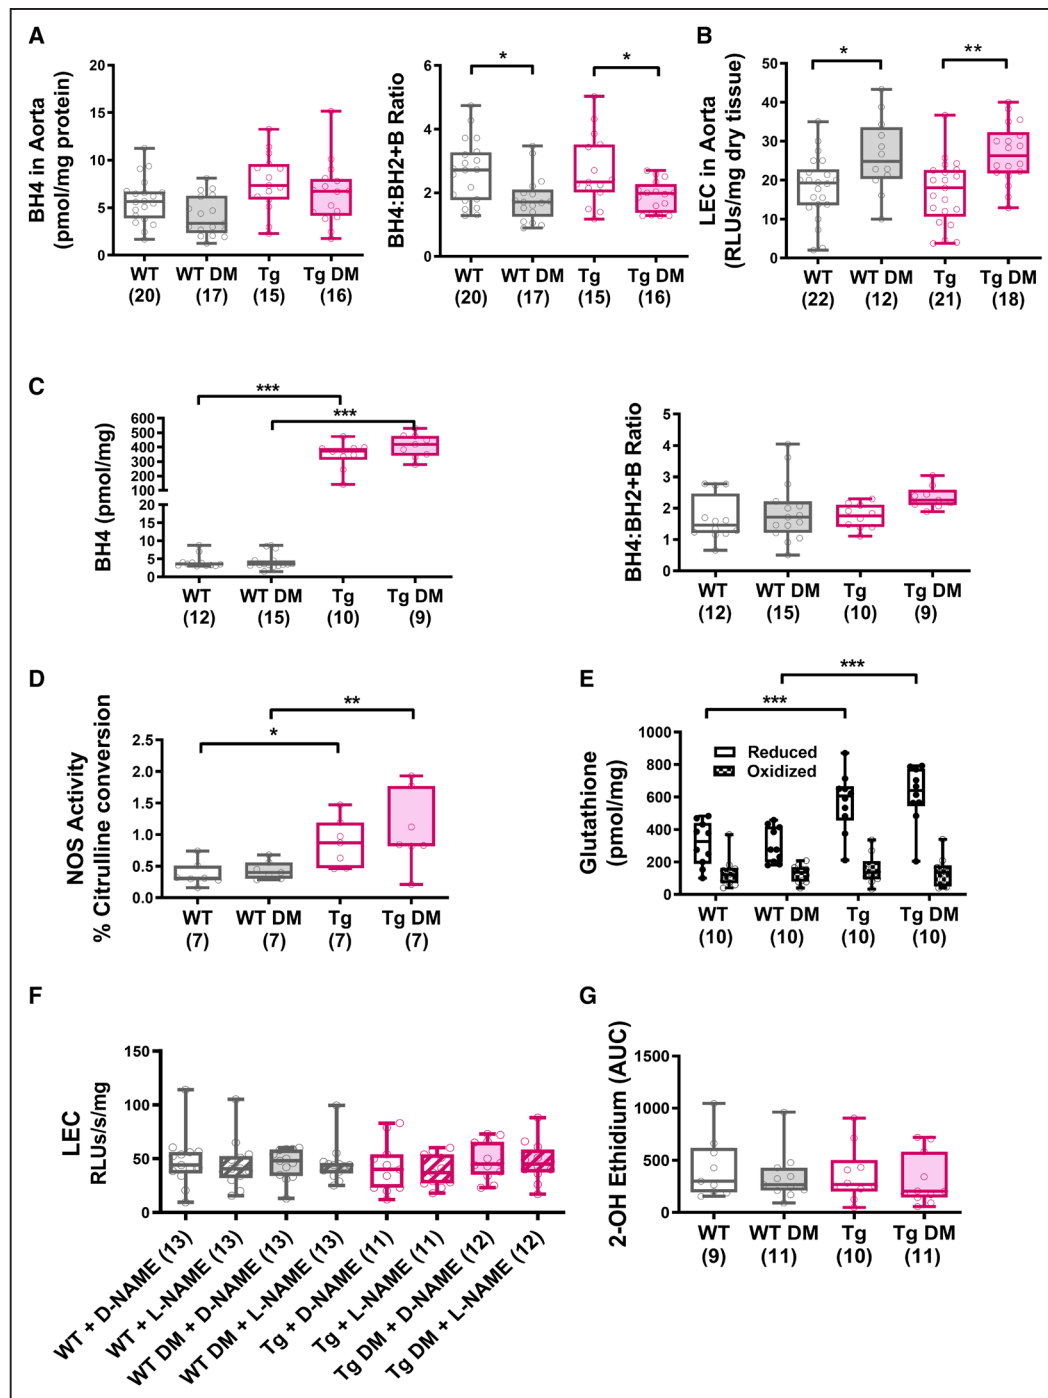 A
BH4 in Aorta
(pmol/mg protein)
20
15
10
5
0
WT
(20)
WT DM
(17)
Tg
(15)
Tg DM
(16)
BH4:BH2+B Ratio
6
4
2
0
*
*
WT
(20)
WT DM
(17)
Tg
(15)
Tg DM
(16)
B
LEC in Aorta
(RLUs/mg dry tissue)
50
40
30
20
10
0
*
**
WT
(22)
WT DM
(12)
Tg
(21)
Tg DM
(18)
C
BH4 (pmol/mg)
600
500
400
300
200
100
20
15
10
5
0
***
***
WT
(12)
WT DM
(15)
Tg
(10)
Tg DM
(9)
BH4:BH2+B Ratio
5
4
3
2
1
0
WT
(12)
WT DM
(15)
Tg
(10)
Tg DM
(9)
D
NOS Activity
% Citrulline conversion
2.5
2.0
1.5
1.0
0.5
0.0
*
**
WT
(7)
WT DM
(7)
Tg
(7)
Tg DM
(7)
E
Glutathione
(pmol/mg)
1000
800
600
400
200
0
***
***
Reduced
Oxidized
WT
(10)
WT DM
(10)
Tg
(10)
Tg DM
(10)
F
LEC
RLUs/s/mg
150
100
50
0
WT + D-NAME (13)
WT + L-NAME (13)
WT DM + D-NAME (13)
WT DM + L-NAME (13)
Tg + D-NAME (11)
Tg + L-NAME (11)
Tg DM + D-NAME (12)
Tg DM + L-NAME (12)
G
2-OH Ethidium (AUC)
1500
1000
500
0
WT
(9)
WT DM
(11)
Tg
(10)
Tg DM
(11)